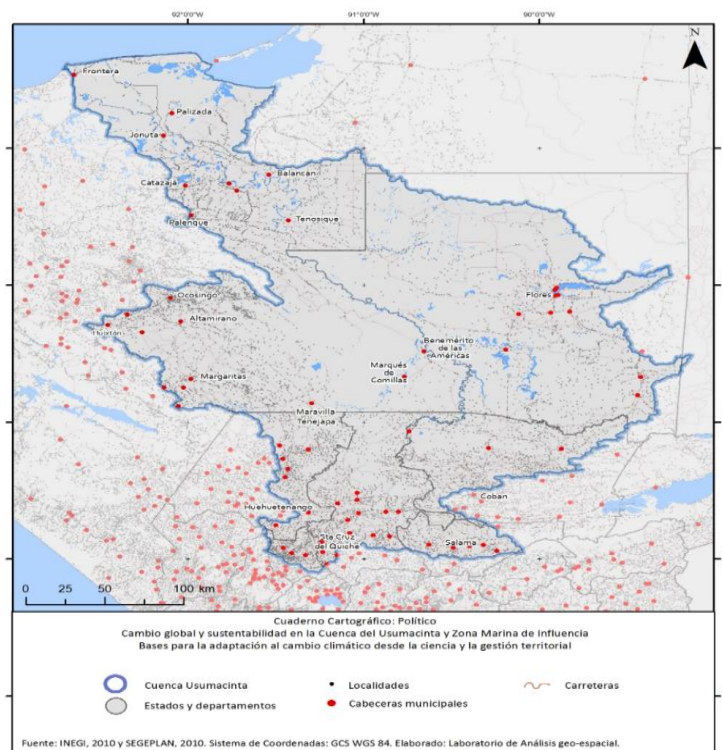 92°0'0"W 91°0'0"W 90°0'0"W
N
Frontera
Palizada
Jonuta
Balancán
Catazajá
Tenosique
Palenque
Flores
Ocosingo
Altamirano
Huixtán
Benemérito
de las
Américas
Marqués
de
Comillas
Margaritas
Maravilla
Tenejapa
Cobán
Huehuetenango
Sta Cruz
del Quiché
Salamá
0 25 50 100 km
Cuaderno Cartográfico: Político
Cambio global y sustentabilidad en la Cuenca del Usumacinta y Zona Marina de Influencia
Bases para la adaptación al cambio climático desde la ciencia y la gestión territorial
Cuenca Usumacinta Localidades Carreteras
Estados y departamentos Cabeceras municipales
Fuente: INEGI, 2010 y SEGEPLAN, 2010. Sistema de Coordenadas: GCS WGS 84. Elaborado: Laboratorio de Análisis geo-espacial.